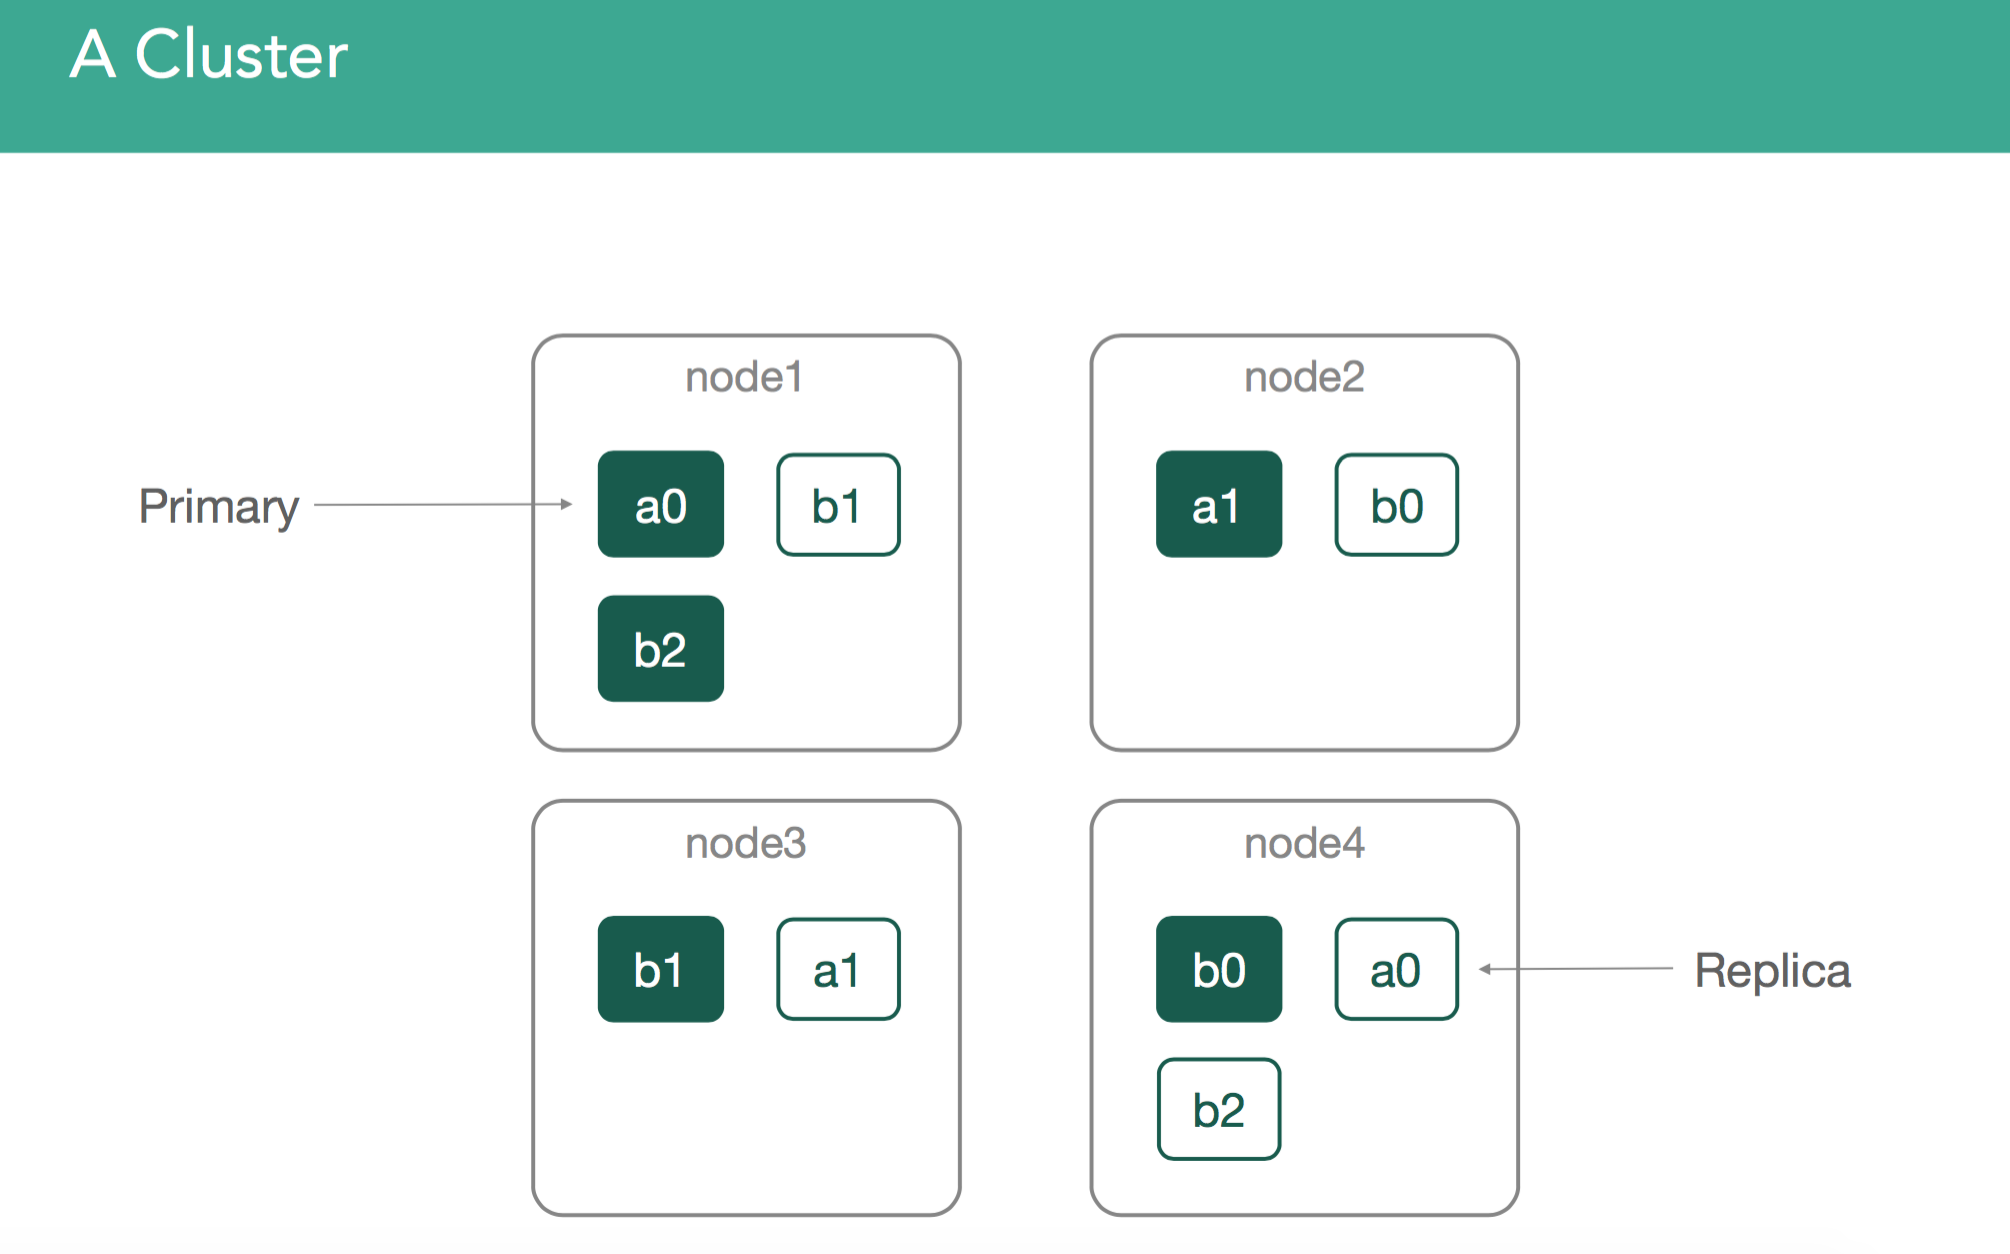 A Cluster
node1
node2
Primary
a0
b1
a1
b0
b2
node3
node4
b1
a1
b0
a0
Replica
b2